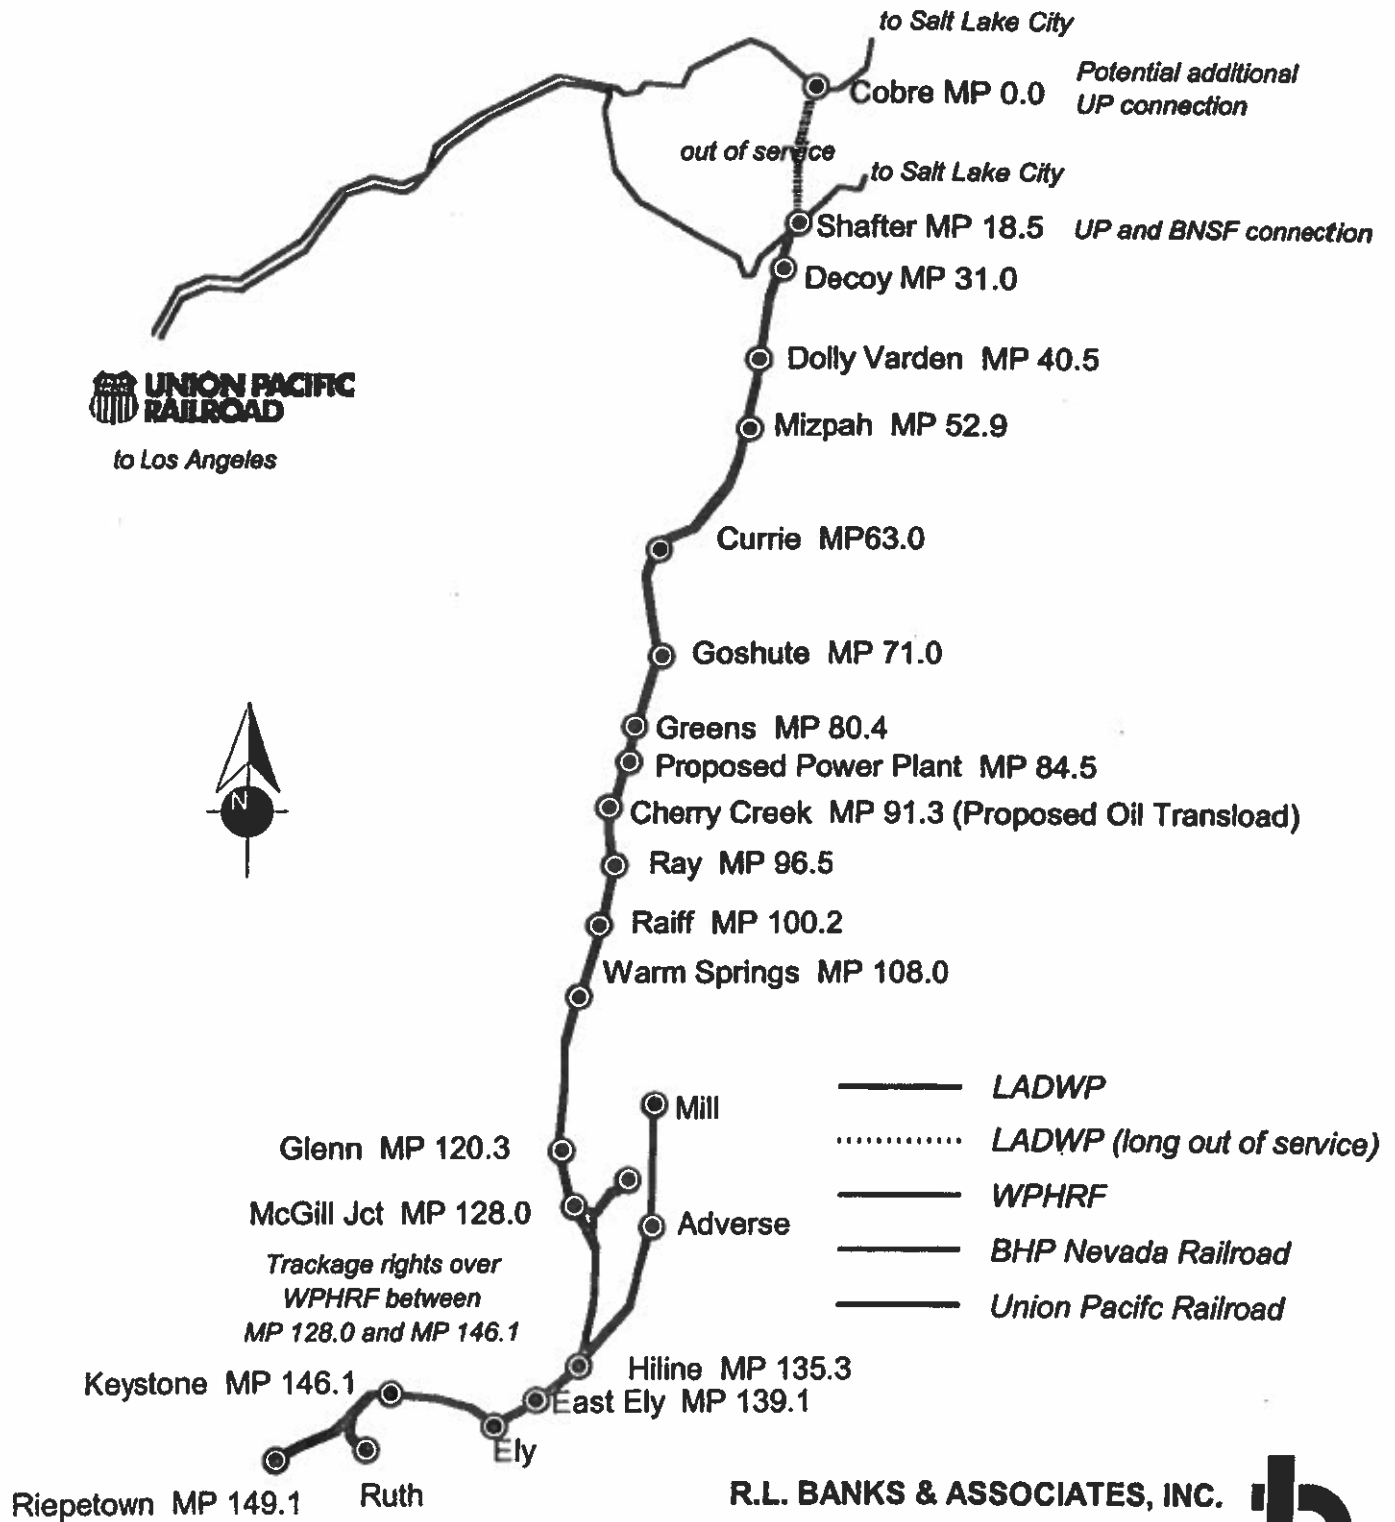 to Salt Lake City
Cobre MP 0.0
Potential additional
UP connection
out of service
to Salt Lake City
Shafter MP 18.5
UP and BNSF connection
Decoy MP 31.0
Dolly Varden MP 40.5
UNION PACIFIC
RAILROAD
to Los Angeles
Mizpah MP 52.9
Currie MP63.0
Goshute MP 71.0
N
Greens MP 80.4
Proposed Power Plant MP 84.5
Cherry Creek MP 91.3 (Proposed Oil Transload)
Ray MP 96.5
Raiff MP 100.2
Warm Springs MP 108.0
Mill
Glenn MP 120.3
McGill Jct MP 128.0
Adverse
Trackage rights over
WPHRF between
MP 128.0 and MP 146.1
LADWP
LADWP (long out of service)
WPHRF
BHP Nevada Railroad
Union Pacifc Railroad
Hiline MP 135.3
Keystone MP 146.1
East Ely MP 139.1
Ely
Ruth
Riepetown MP 149.1
R.L. BANKS & ASSOCIATES, INC.